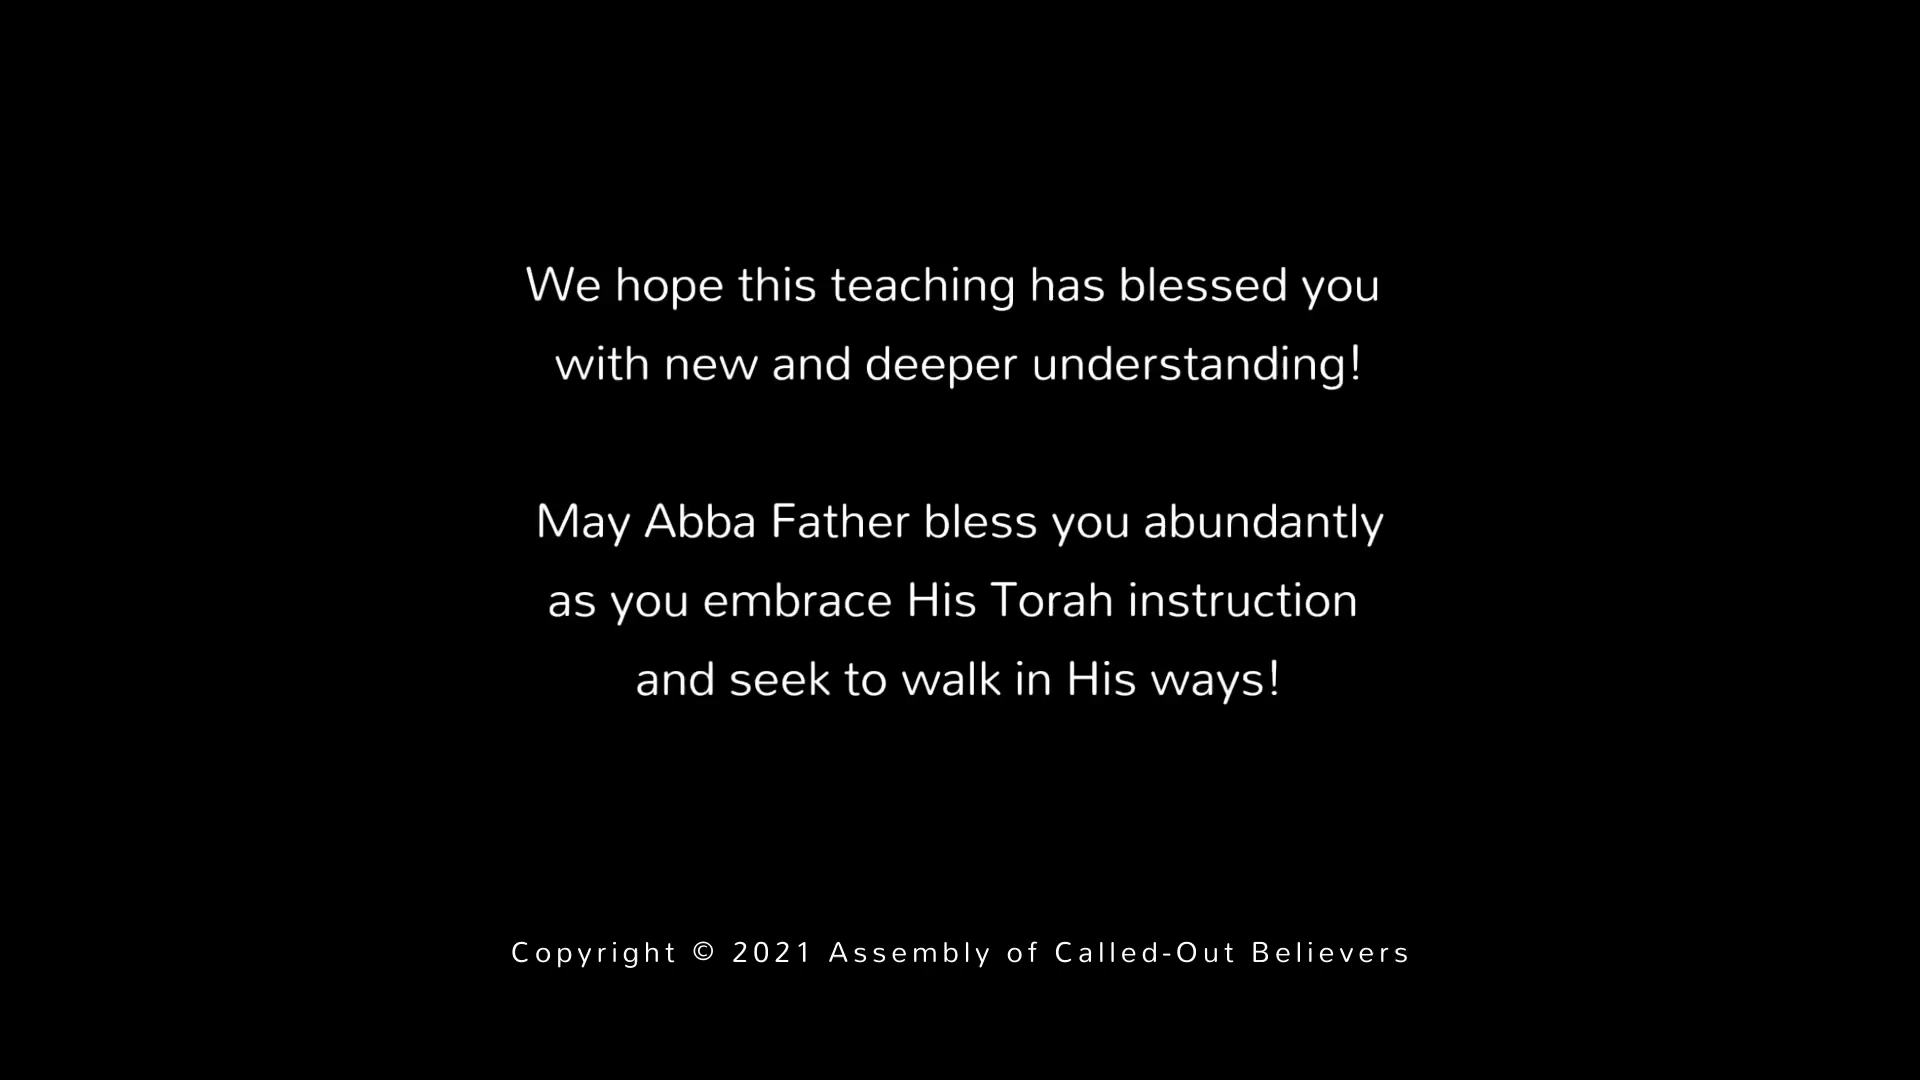 We hope this teaching has blessed you
with new and deeper understanding!
May Abba Father bless you abundantly
as you embrace His Torah instruction
and seek to walk in His ways!
Copyright © 2021 Assembly of Called-Out Believers